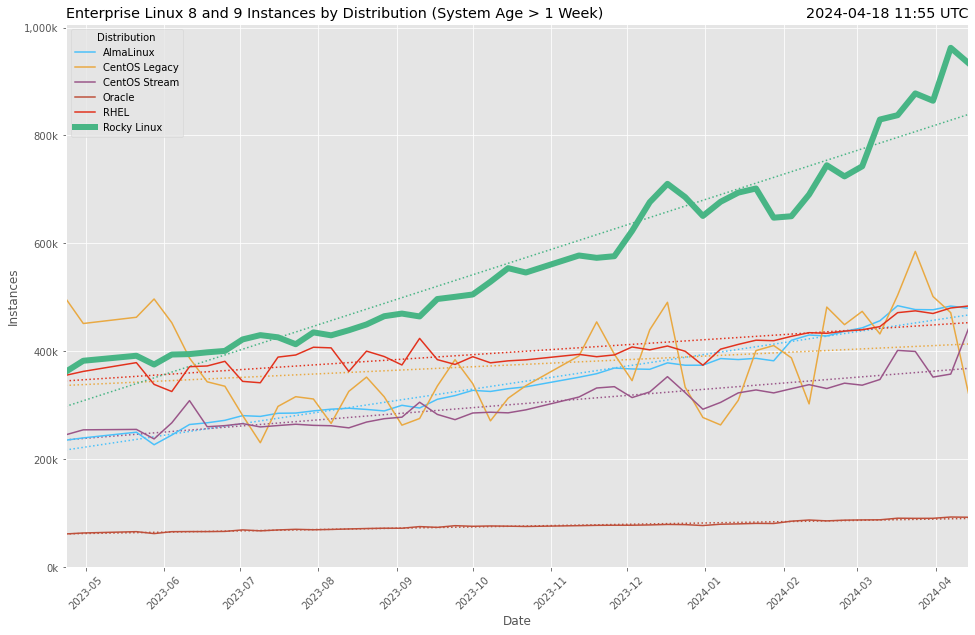 Enterprise Linux 8 and 9 Instances by Distribution (System Age > 1 Week)
2024-04-18 11:55 UTC
Distribution
AlmaLinux
CentOS Legacy
CentOS Stream
Oracle
RHEL
Rocky Linux
1,000k
800k
600k
400k
200k
0k
Instances
2023-05
2023-06
2023-07
2023-08
2023-09
2023-10
2023-11
2023-12
2024-01
2024-02
2024-03
2024-04
Date